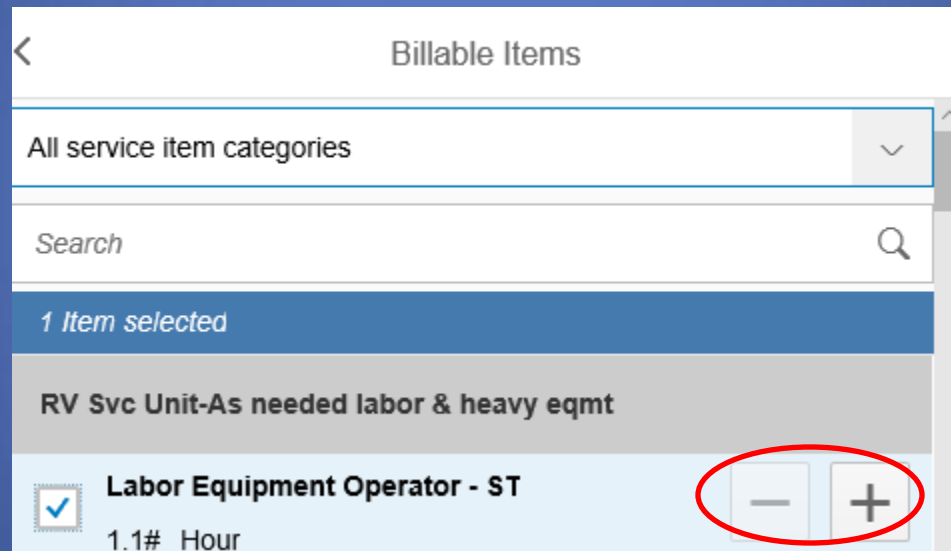 Billable Items
All service item categories
Search
1 Item selected
RV Svc Unit-As needed labor & heavy eqmt
Labor Equipment Operator - ST
1.1# Hour